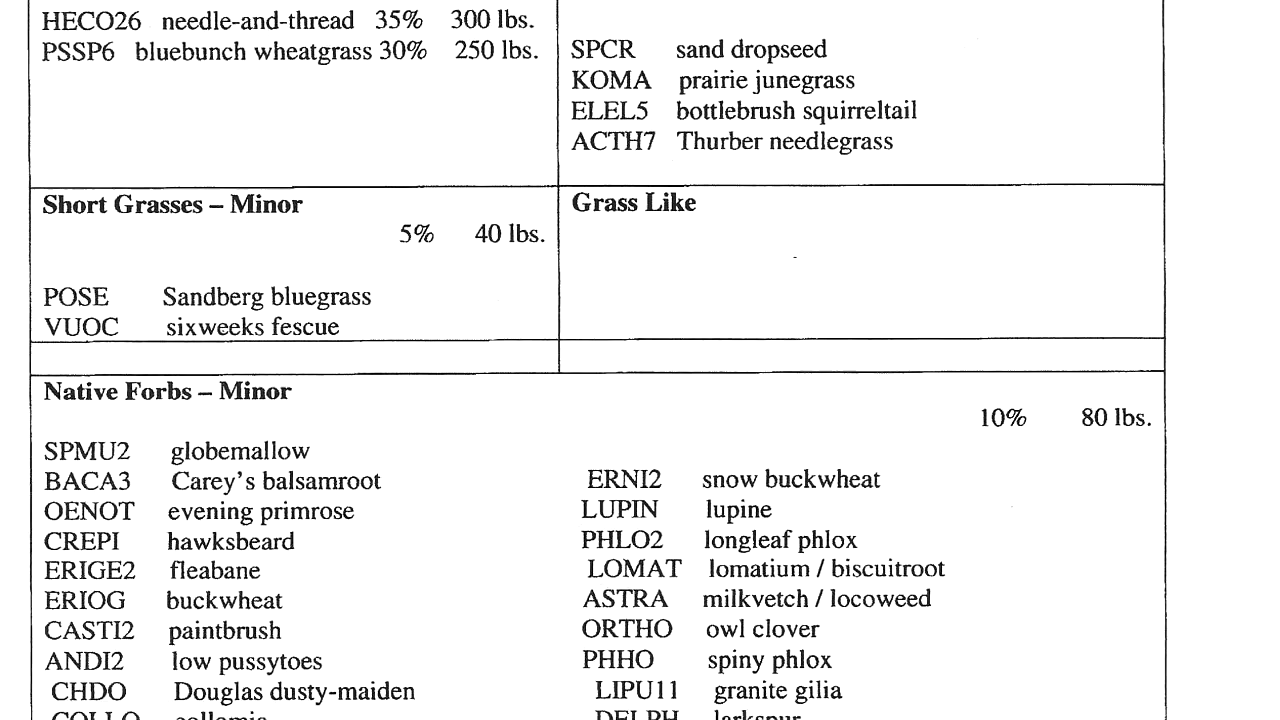 HECO26 needle-and-thread 35% 300 lbs.
PSSP6 bluebunch wheatgrass 30% 250 lbs.
SPCR sand dropseed
KOMA prairie junegrass
ELEL5 bottlebrush squirreltail
ACTH7 Thurber needlegrass
Short Grasses – Minor
5% 40 lbs.
POSE Sandberg bluegrass
VUOC sixweeks fescue
Grass Like
Native Forbs – Minor
10% 80 lbs.
SPMU2 globemallow
BACA3 Carey's balsamroot
OENOT evening primrose
CREPI hawksbeard
ERIGE2 fleabane
ERIOG buckwheat
CASTI2 paintbrush
ANDI2 low pussytoes
CHDO Douglas dusty-maiden
COLLO collomia
ERNI2 snow buckwheat
LUPIN lupine
PHLO2 longleaf phlox
LOMAT lomatium / biscuitroot
ASTRA milkvetch / locoweed
ORTHO owl clover
PHHO spiny phlox
LIPU11 granite gilia
DELPH larkspur